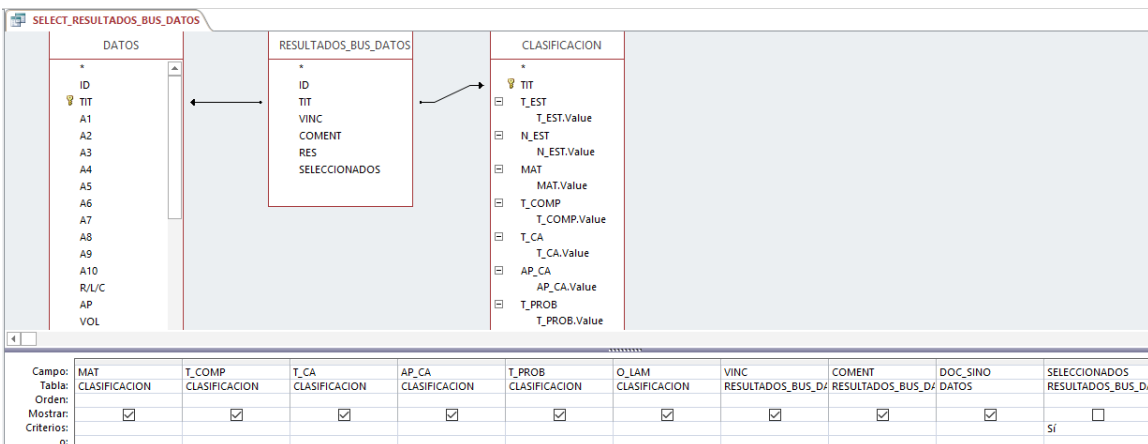 SELECT_RESULTADOS_BUS_DATOS
DATOS
*
ID
TIT
A1
A2
A3
A4
A5
A6
A7
A8
A9
A10
R/L/C
AP
VOL
RESULTADOS_BUS_DATOS
*
ID
TIT
VINC
COMENT
RES
SELECCIONADOS
CLASIFICACION
*
TIT
T_EST
T_EST.Value
N_EST
N_EST.Value
MAT
MAT.Value
T_COMP
T_COMP.Value
T_CA
T_CA.Value
AP_CA
AP_CA.Value
T_PROB
T_PROB.Value
Campo: MAT T_COMP T_CA AP_CA T_PROB O_LAM VINC COMENT DOC_SINO SELECCIONADOS
Tabla: CLASIFICACION CLASIFICACION CLASIFICACION CLASIFICACION CLASIFICACION CLASIFICACION RESULTADOS_BUS_DA RESULTADOS_BUS_DA DATOS RESULTADOS_BUS_D
Orden:
Mostrar:
Criterios: Sí
o: